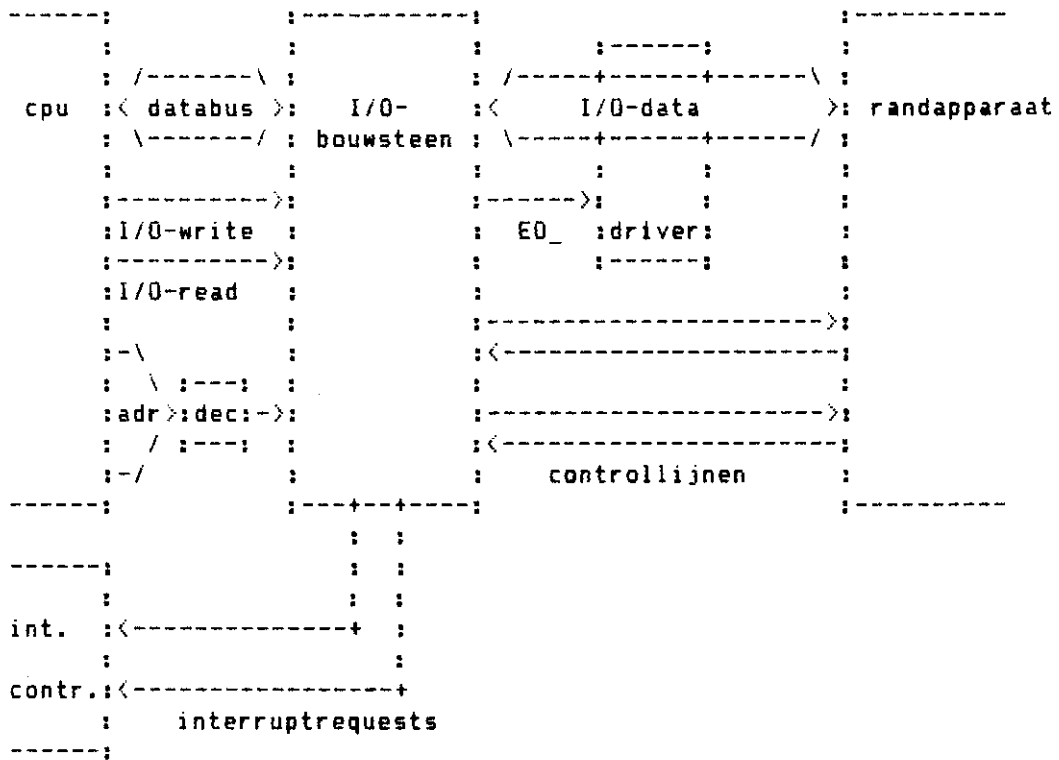 cpu databus I/O- I/O-data randapparaat
bouwsteen
I/O-write EO_ driver
I/O-read
adr dec
controllijnen
int.
contr.
interruptrequests